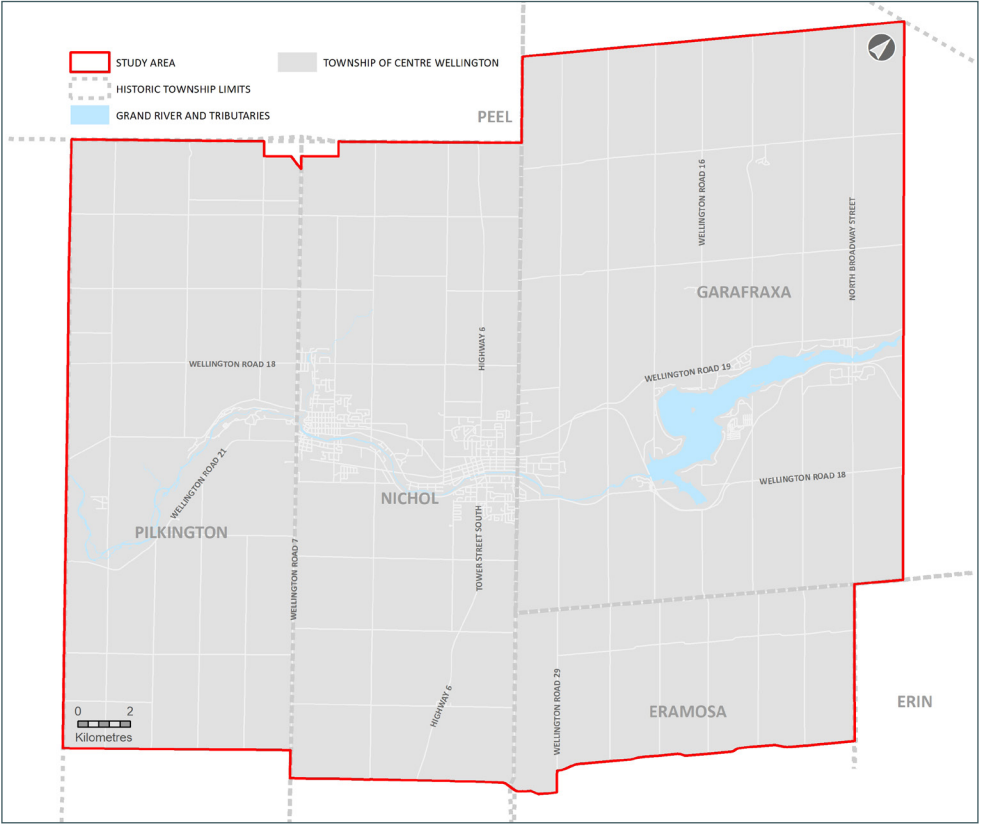 STUDY AREA
TOWNSHIP OF CENTRE WELLINGTON
HISTORIC TOWNSHIP LIMITS
GRAND RIVER AND TRIBUTARIES
PEEL
WELLINGTON ROAD 16
NORTH BROADWAY STREET
GARAFRAXA
HIGHWAY 6
WELLINGTON ROAD 18
WELLINGTON ROAD 19
WELLINGTON ROAD 21
WELLINGTON ROAD 18
NICHOL
PILKINGTON
TOWER STREET SOUTH
WELLINGTON ROAD 7
WELLINGTON ROAD 29
HIGHWAY 6
ERAMOSA
ERIN
0 2
Kilometres